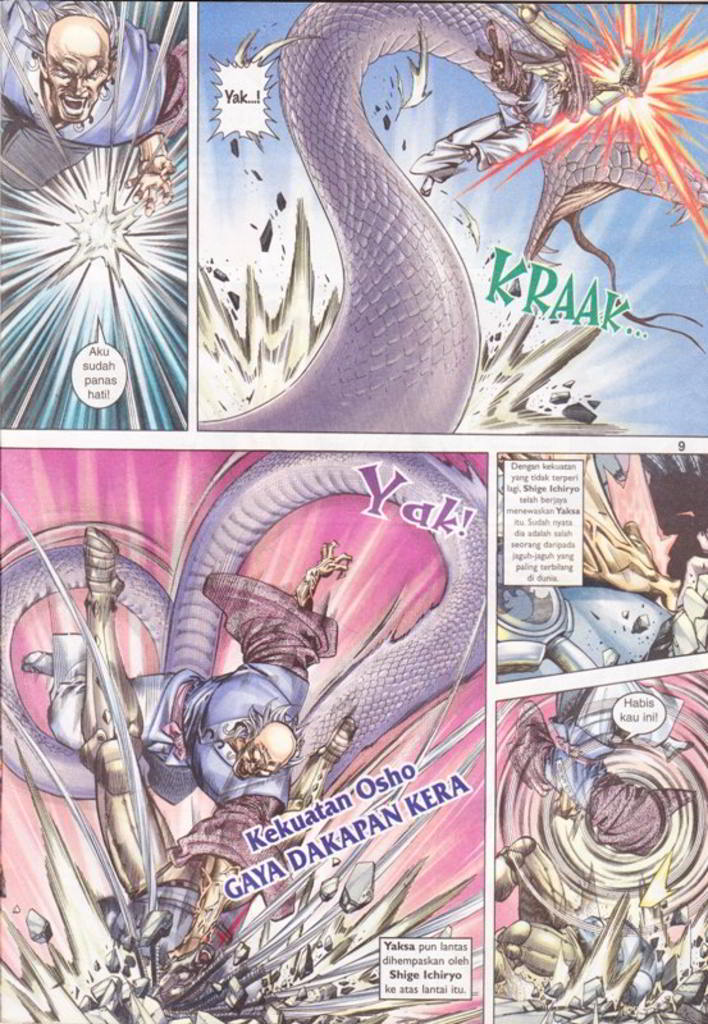 Aku
sudah
panas
hati!
Yak...!
KRAAK...
9
Yak!
Kekuatan Osho
GAYA DAKAPAN KERA
Yaksa pun lantas
dihempaskan oleh
Shige Ichiryo
ke atas lantai itu.
Dengan kekuatan
yang tidak terperi
lagi, Shige Ichiryo
telah berjaya
menewaskan Yaksa
itu. Sudah nyata
dia adalah salah
seorang daripada
jaguh-jaguh yang
paling terbilang
di dunia.
Habis
kau ini!